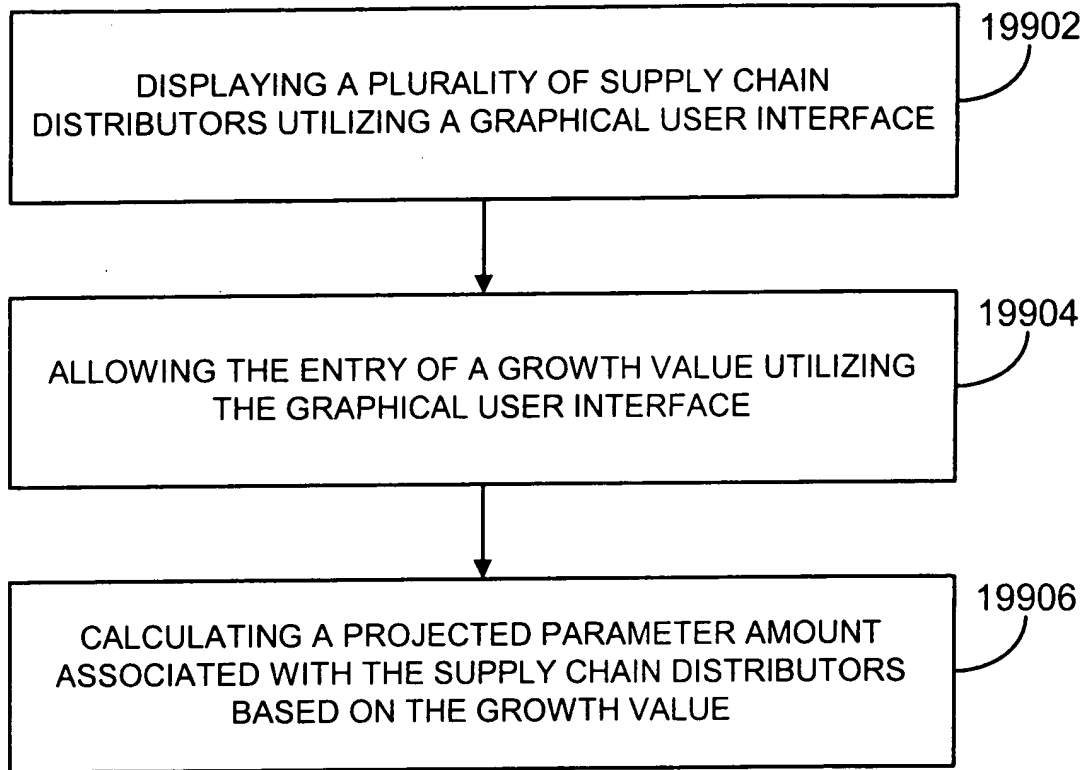 19902
DISPLAYING A PLURALITY OF SUPPLY CHAIN
DISTRIBUTORS UTILIZING A GRAPHICAL USER INTERFACE
19904
ALLOWING THE ENTRY OF A GROWTH VALUE UTILIZING
THE GRAPHICAL USER INTERFACE
19906
CALCULATING A PROJECTED PARAMETER AMOUNT
ASSOCIATED WITH THE SUPPLY CHAIN DISTRIBUTORS
BASED ON THE GROWTH VALUE